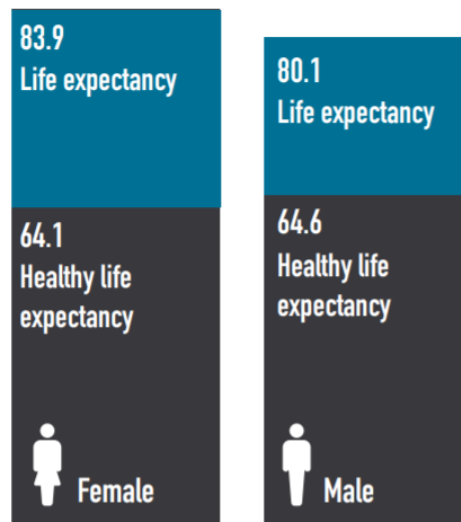 83.9
Life expectancy
64.1
Healthy life
expectancy
Female
80.1
Life expectancy
64.6
Healthy life
expectancy
Male